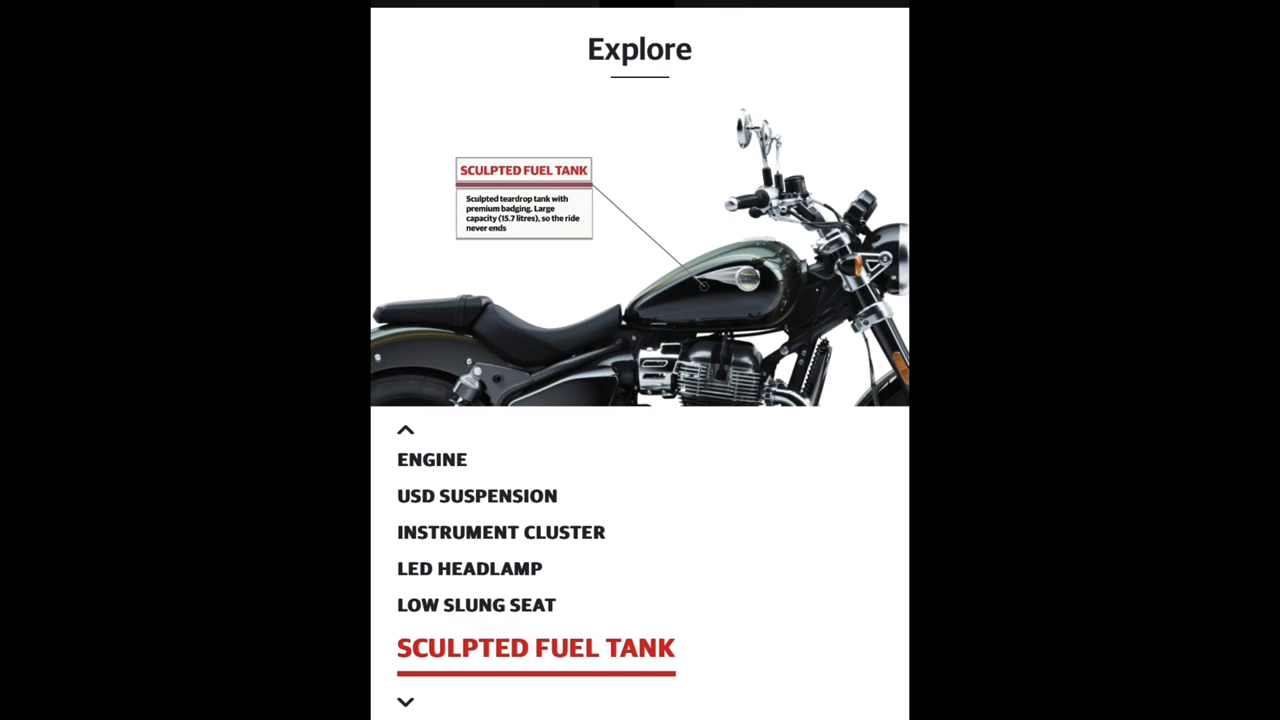 Explore
SCULPTED FUEL TANK
Sculpted teardrop tank with
premium badging. Large
capacity (15.7 litres), so the ride
never ends
ENGINE
USD SUSPENSION
INSTRUMENT CLUSTER
LED HEADLAMP
LOW SLUNG SEAT
SCULPTED FUEL TANK